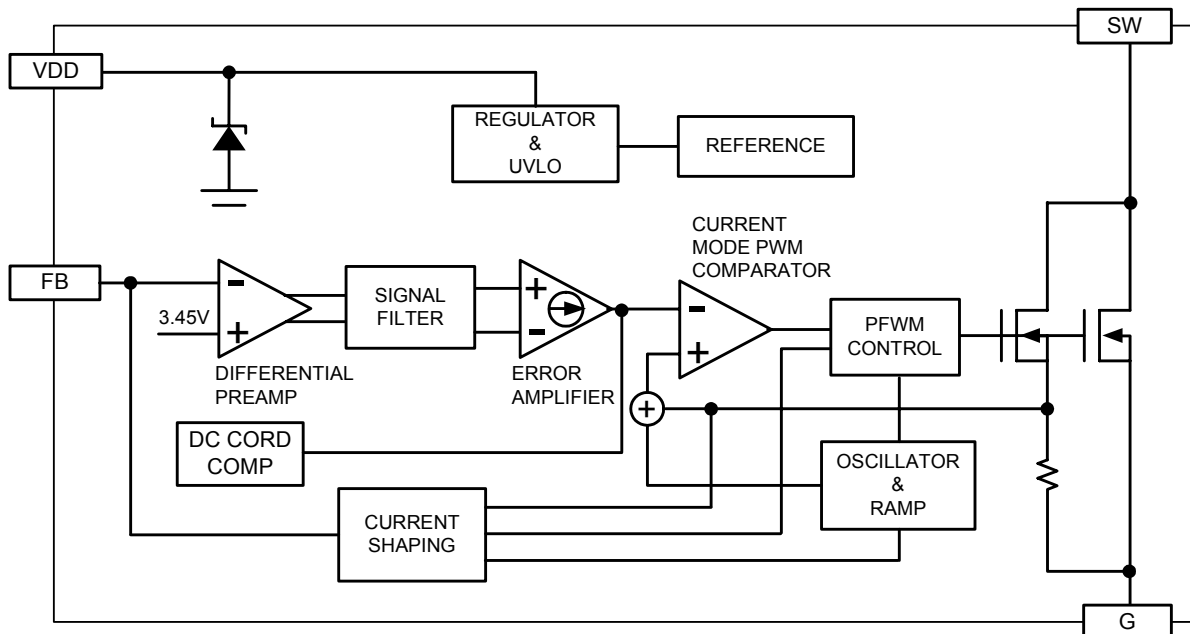 SW
VDD
REGULATOR
&
UVLO
REFERENCE
CURRENT
MODE PWM
COMPARATOR
FB
-
3.45V
+
SIGNAL
FILTER
+
-
-
+
PFWM
CONTROL
DIFFERENTIAL
PREAMP
ERROR
AMPLIFIER
+
DC CORD
COMP
OSCILLATOR
&
RAMP
CURRENT
SHAPING
G